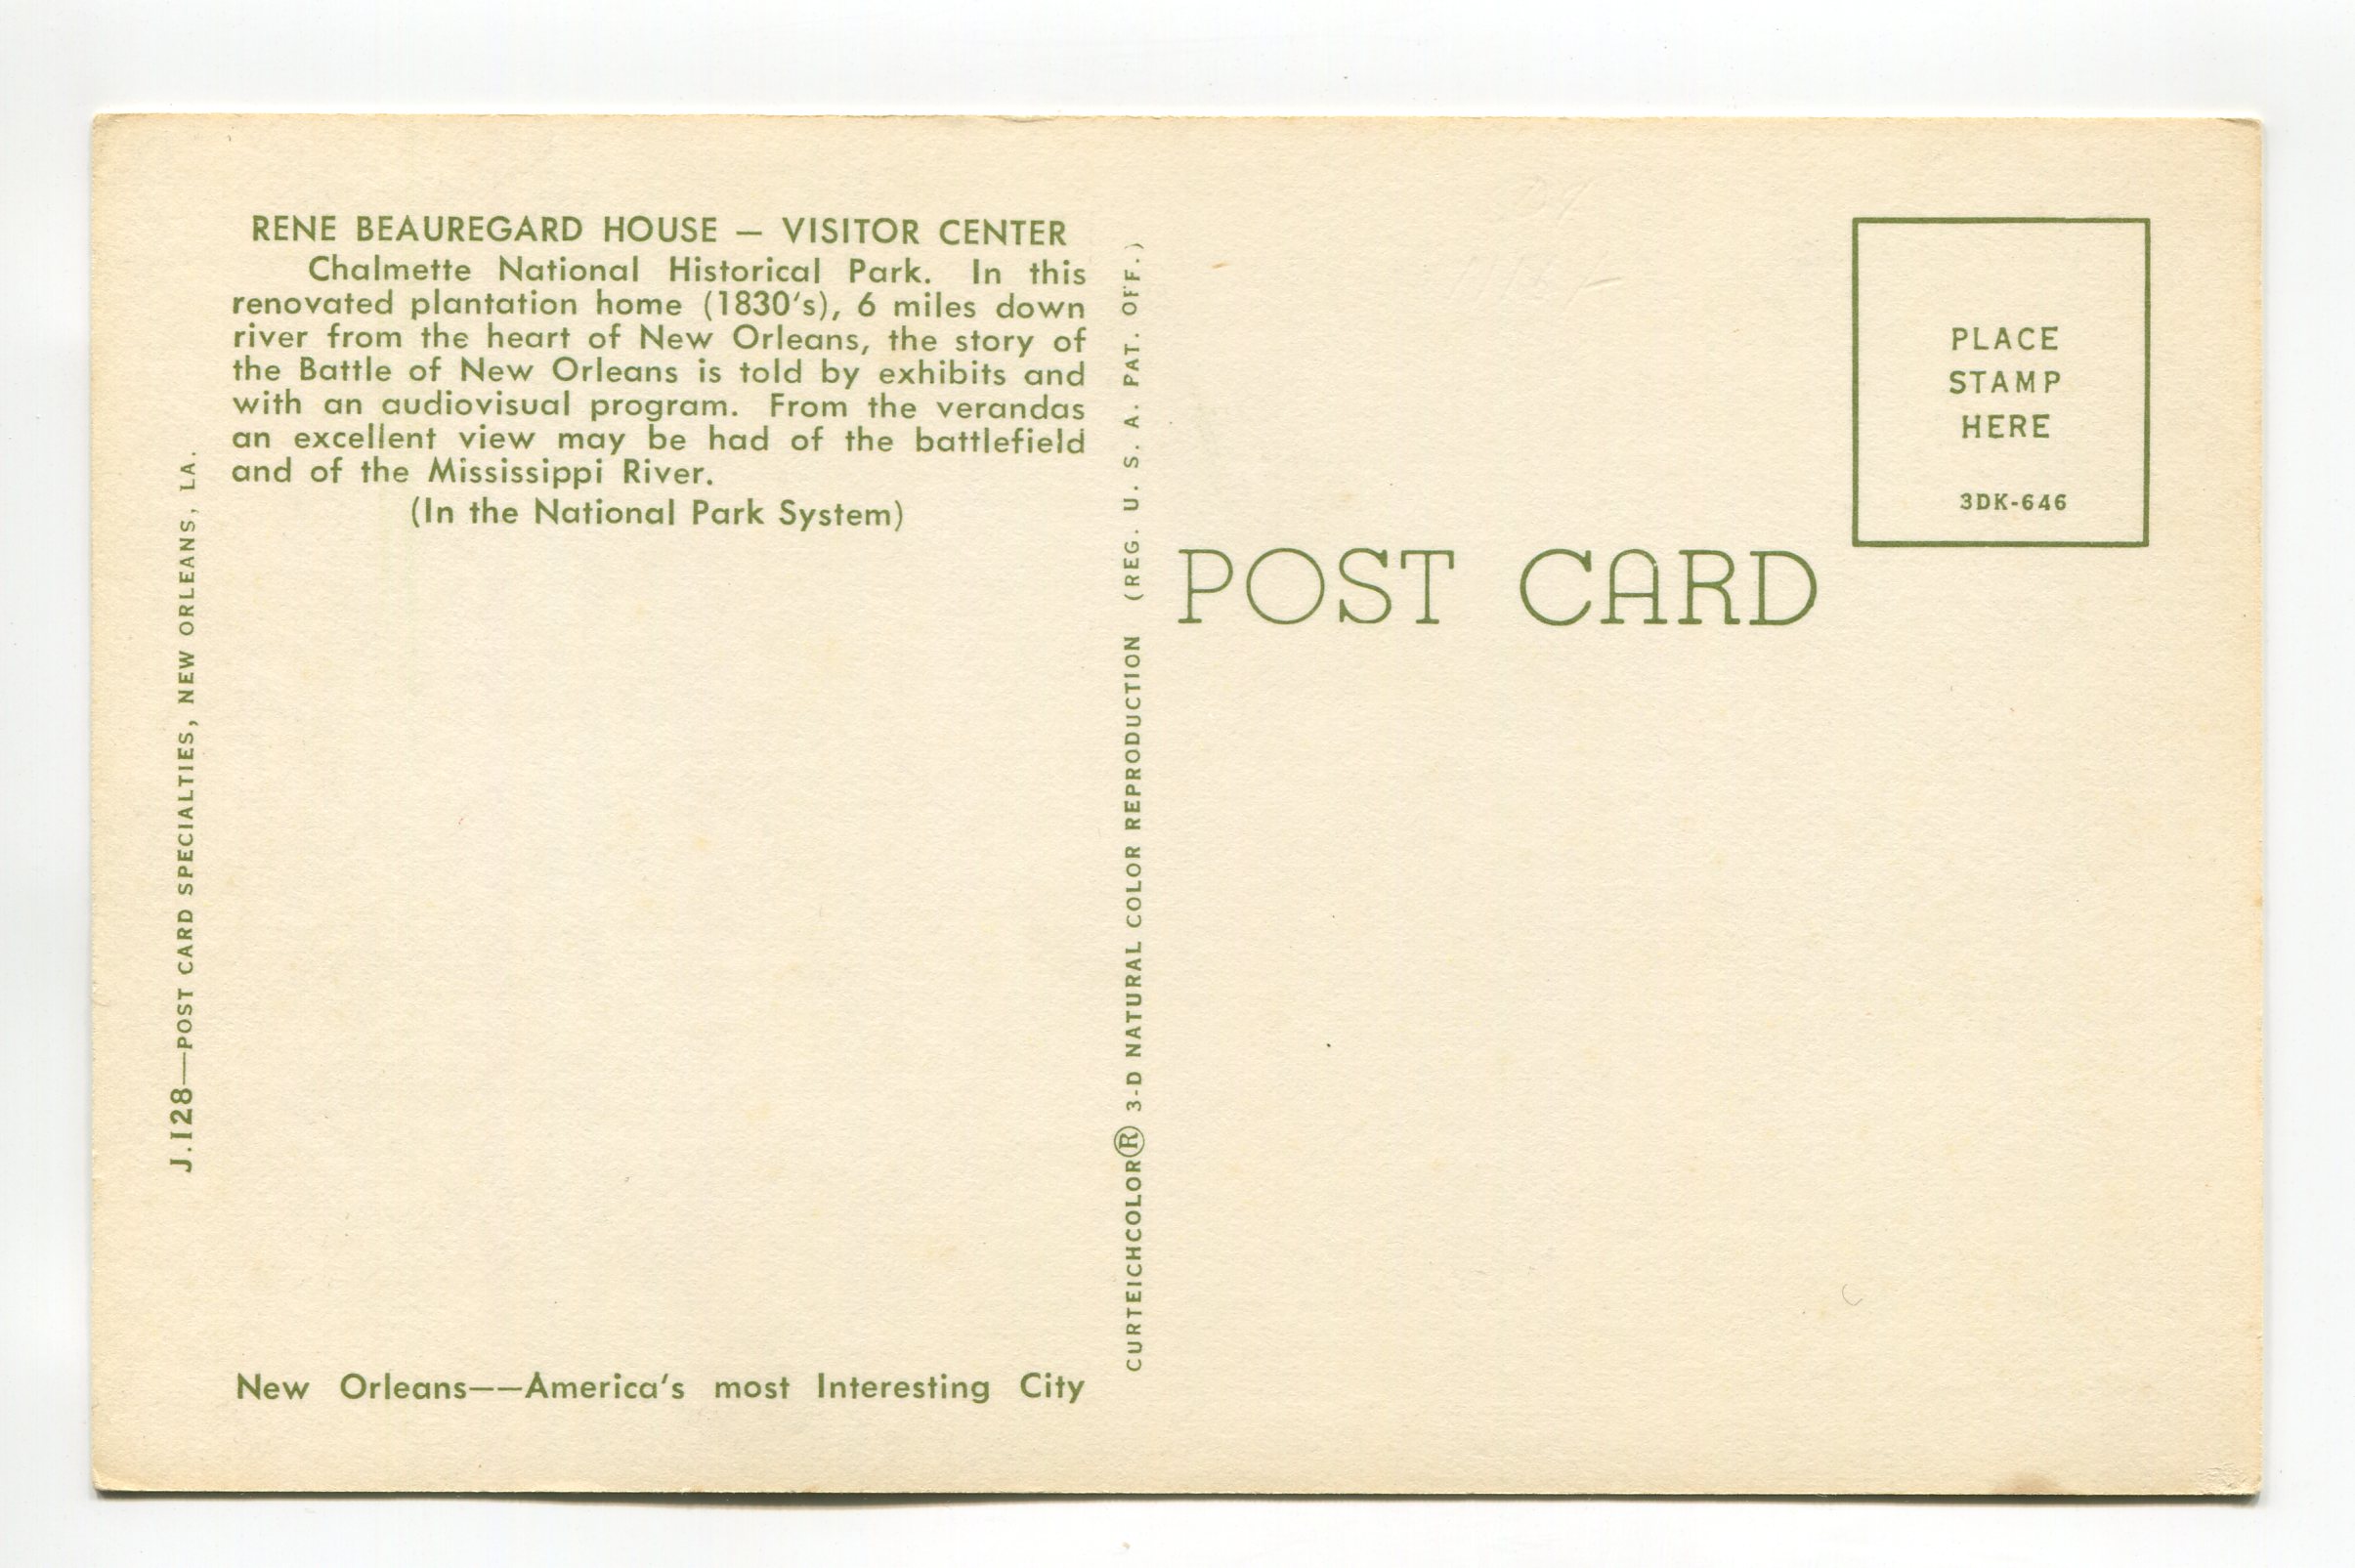 RENE BEAUREGARD HOUSE — VISITOR CENTER
Chalmette National Historical Park. In this
renovated plantation home (1830's), 6 miles down
river from the heart of New Orleans, the story of
the Battle of New Orleans is told by exhibits and
with an audiovisual program. From the verandas
an excellent view may be had of the battlefield
and of the Mississippi River.
(In the National Park System)
J.128—POST CARD SPECIALTIES, NEW ORLEANS, LA.
New Orleans——America's most Interesting City
CURTEICHCOLOR® 3-D NATURAL COLOR REPRODUCTION (REG. U. S. A. PAT. OFF.)
POST CARD
PLACE
STAMP
HERE
3DK-646